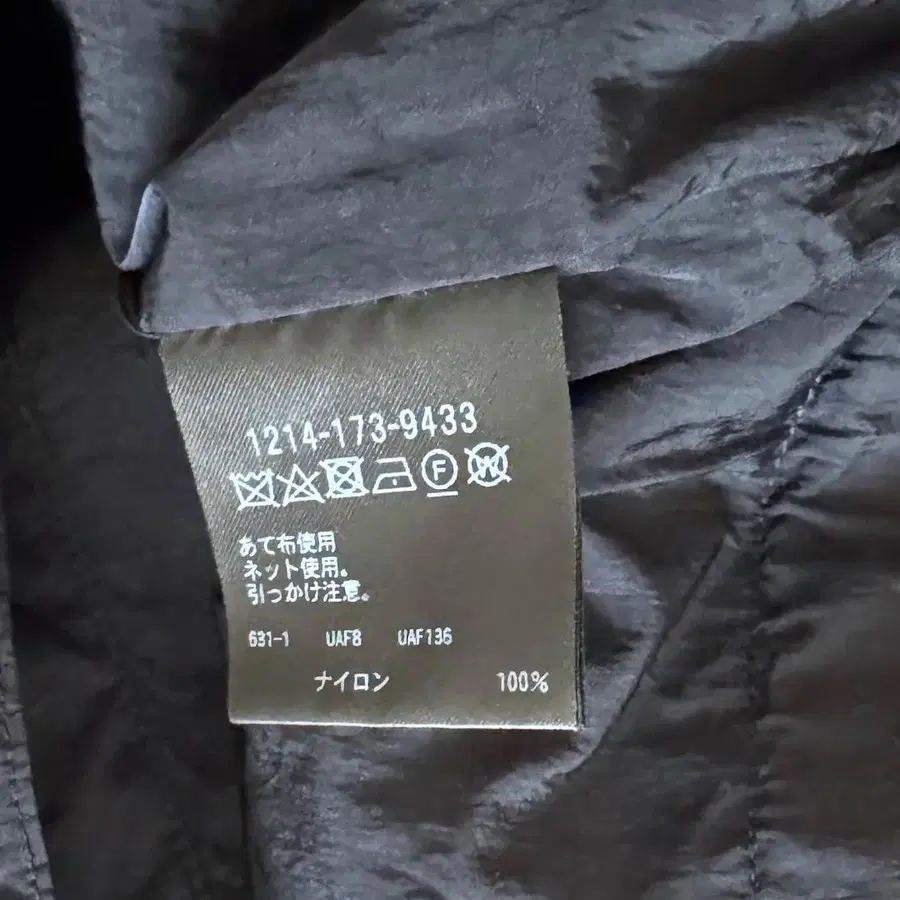 1214-173-9433
F W
あて布使用
ネット使用。
引っかけ注意。
631-1 UAF8 UAF136
ナイロン 100%